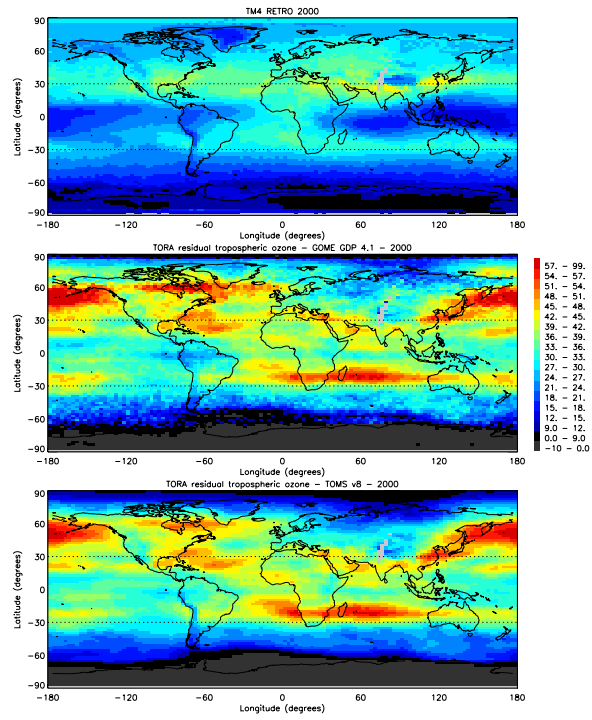 TM4 RETRO 2000
90
60
30
0
−30
−60
−90
Latitude (degrees)
−180 −120 −60 0 60 120 180
Longitude (degrees)
TORA residual tropospheric ozone − GOME GDP 4.1 − 2000
90
60
30
0
−30
−60
−90
Latitude (degrees)
−180 −120 −60 0 60 120 180
Longitude (degrees)
57. − 99.
54. − 57.
51. − 54.
48. − 51.
45. − 48.
42. − 45.
39. − 42.
36. − 39.
33. − 36.
30. − 33.
27. − 30.
24. − 27.
21. − 24.
18. − 21.
15. − 18.
12. − 15.
9.0 − 12.
0.0 − 9.0
−10 − 0.0
TORA residual tropospheric ozone − TOMS v8 − 2000
90
60
30
0
−30
−60
−90
Latitude (degrees)
−180 −120 −60 0 60 120 180
Longitude (degrees)